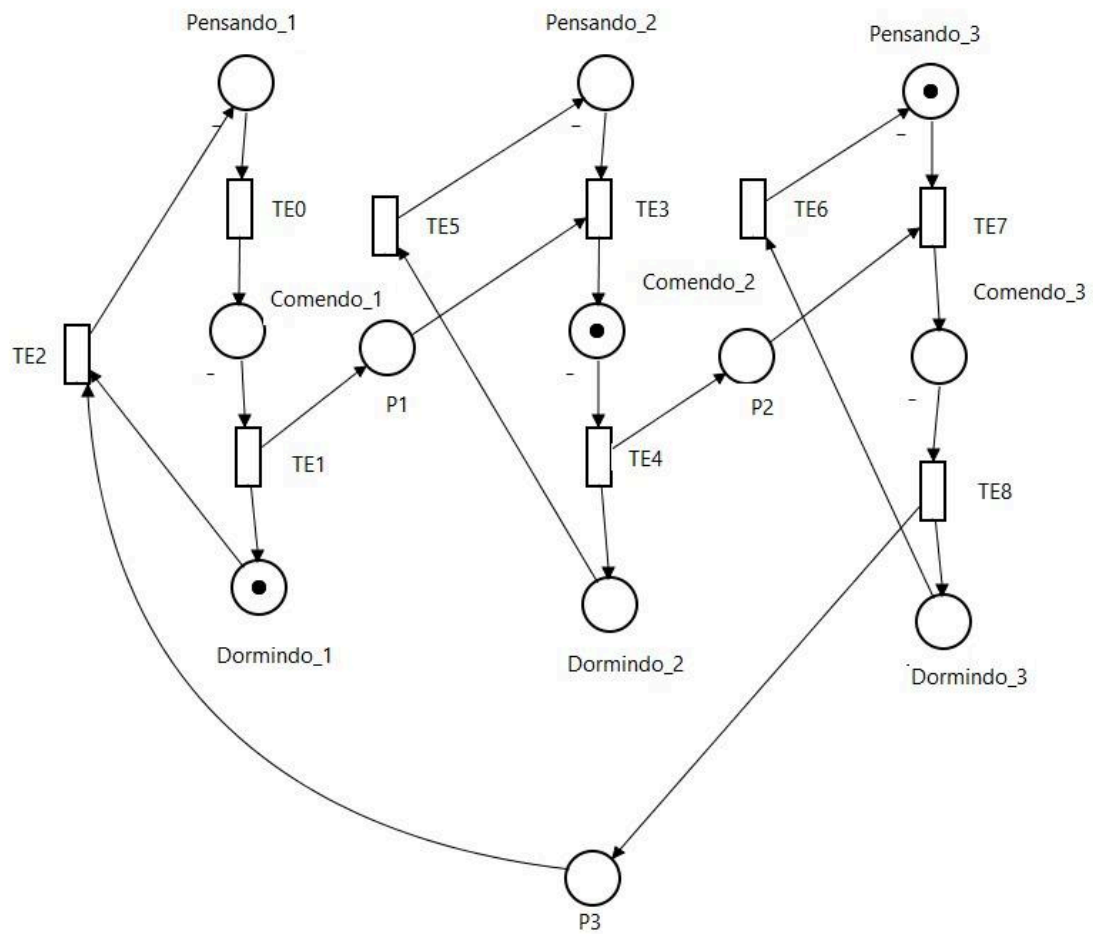 Pensando_1
Pensando_2
Pensando_3
TE0
TE5
TE3
TE6
TE7
Comendo_1
Comendo_2
Comendo_3
TE2
P1
P2
TE1
TE4
TE8
Dormindo_1
Dormindo_2
Dormindo_3
P3